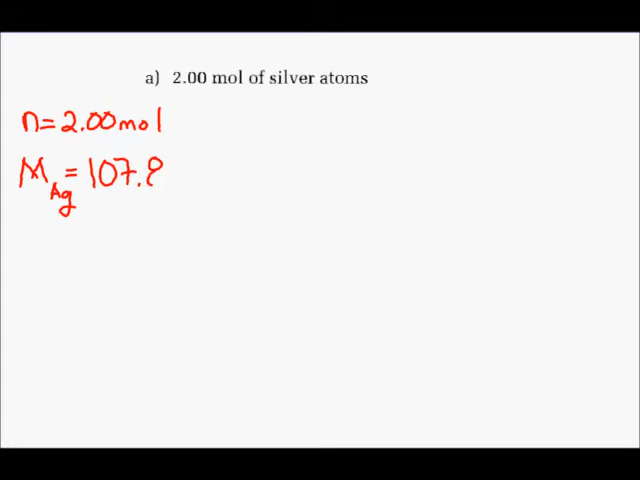 a) 2.00 mol of silver atoms
n=2.00mol
M Ag = 107.8